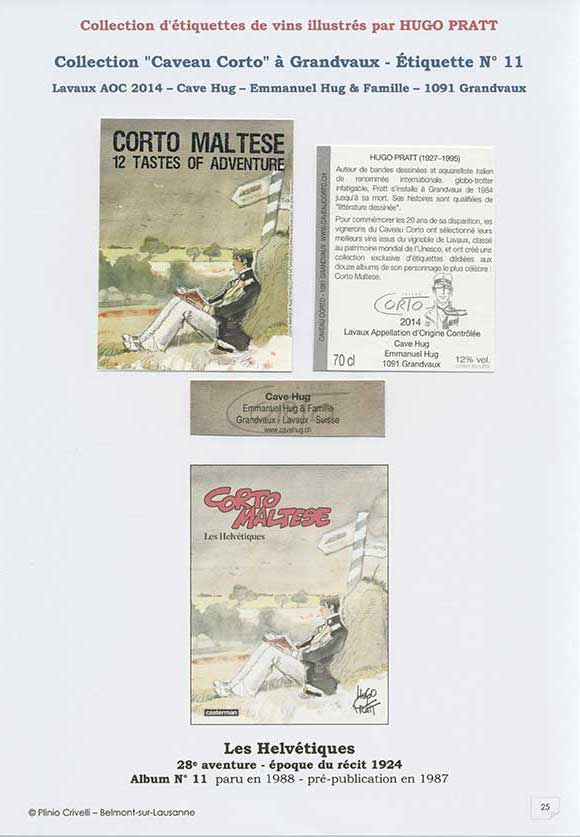 Collection d'étiquettes de vins illustrés par HUGO PRATT
Collection "Caveau Corto" à Grandvaux - Étiquette N° 11
Lavaux AOC 2014 – Cave Hug – Emmanuel Hug & Famille – 1091 Grandvaux
CORTO MALTESE
12 TASTES OF ADVENTURE
CAVEAU CORTO • 1091 GRANDVAUX WWW.CAVEAUCORTO.CH
HUGO PRATT (1927-1995)
Auteur de bandes dessinées et aquarelliste italien
de renommée internationale, globe-trotter
infatigable, Pratt s'installe à Grandvaux de 1984
jusqu'à sa mort. Ses histoires sont qualifiées de
"littérature dessinée".
Pour commémorer les 20 ans de sa disparition, les
vignerons du Caveau Corto ont sélectionné leurs
meilleurs vins issus du vignoble de Lavaux, classé
au patrimoine mondial de l'Unesco, et ont créé une
collection exclusive d'étiquettes dédiées aux
douze albums de son personnage le plus célèbre :
Corto Maltese.
CORTO
2014
Lavaux Appellation d'Origine Contrôlée
Cave Hug
Emmanuel Hug
70 cl 1091 Grandvaux 12% vol.
Cave Hug
Emmanuel Hug & Famille
Grandvaux - Lavaux - Suisse
www.cavehug.ch
CORTO
MALTESE
Les Helvétiques
casterman
HUGO
PRATT
Les Helvétiques
28e aventure - époque du récit 1924
Album N° 11 paru en 1988 - pré-publication en 1987
© Plinio Crivelli – Belmont-sur-Lausanne
25